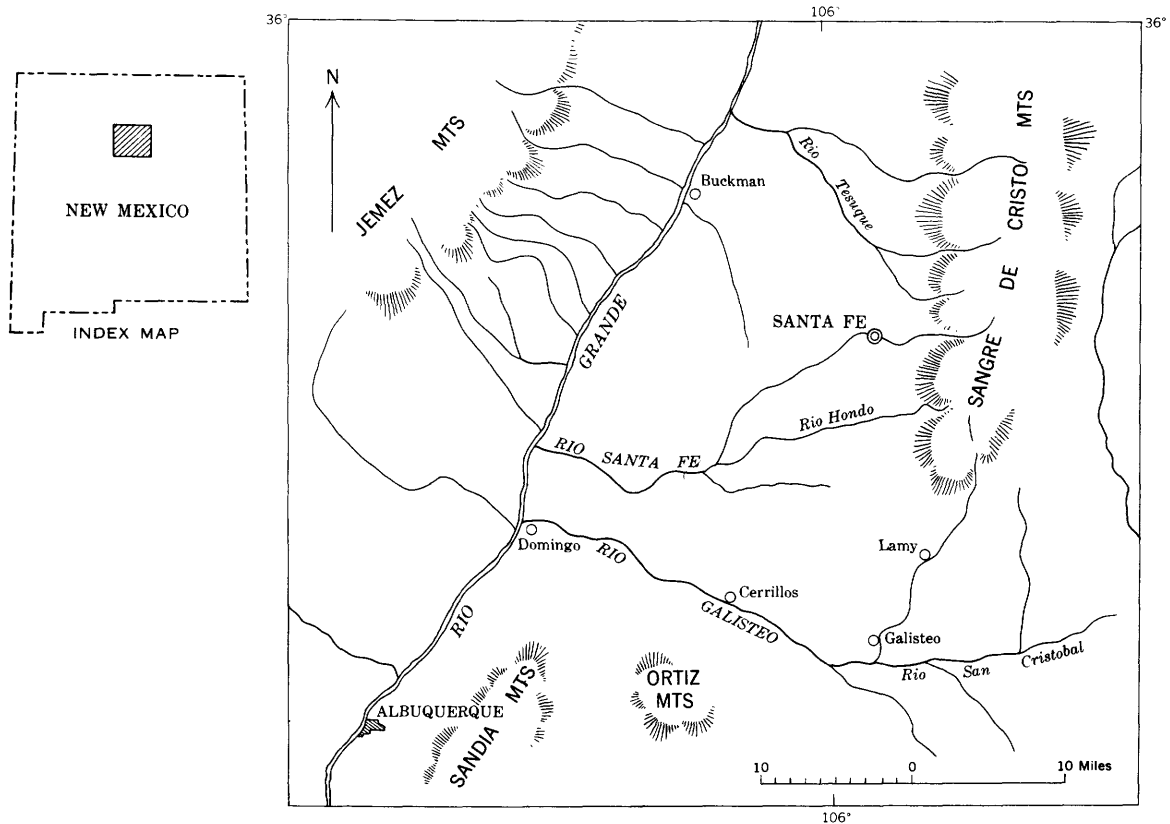 36°
106°
36°
N
MTS
MTS
Rio
Tesuque
Buckman
NEW MEXICO
JEMEZ
CRISTO
DE
INDEX MAP
SANTA FE
GRANDE
SANGRE
Rio Hondo
RIO SANTA FE
Domingo
RIO
Lamy
Cerrillos
GALISTEO
RIO
Galisteo
Rio San Cristobal
MTS
ORTIZ
MTS
ALBUQUERQUE
SANDIA
10 0 10 Miles
106°